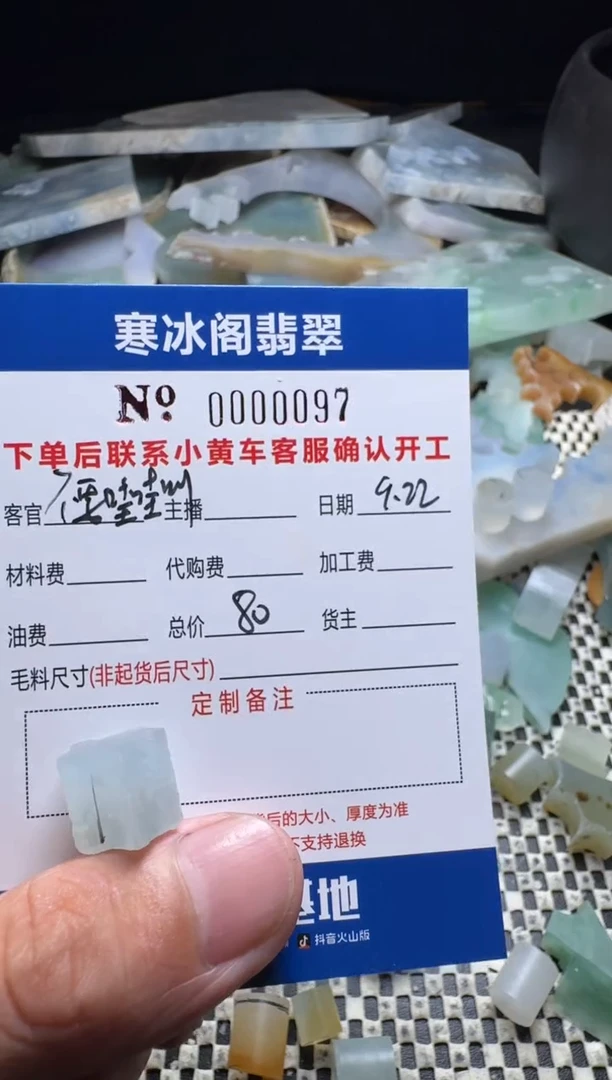 寒冰阁翡翠
Nº 0000097
下单后联系小黄车客服确认开工
客官 主播 日期 9.22
材料费 代购费 加工费
油费 总价 80 货主
毛料尺寸(非起货后尺寸)
定制备注
后的大小、厚度为准
不支持退换
基地
抖音火山版